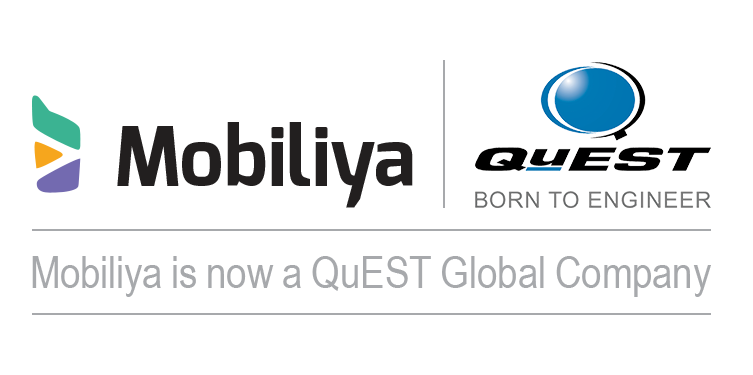 Mobiliya
QuEST
BORN TO ENGINEER
Mobiliya is now a QuEST Global Company